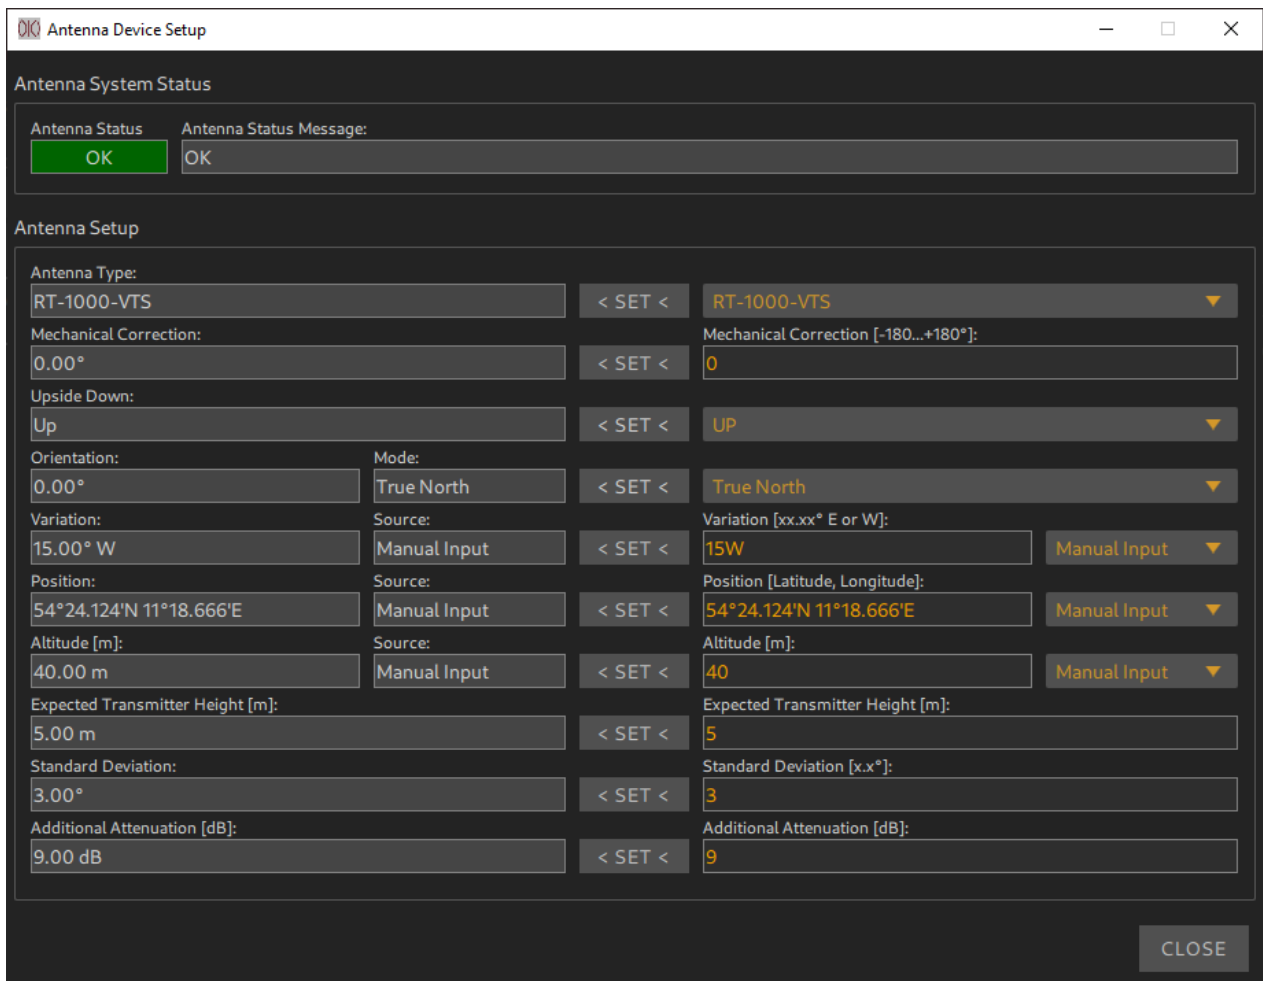 Antenna Device Setup
Antenna System Status
Antenna Status Antenna Status Message:
OK OK
Antenna Setup
Antenna Type:
RT-1000-VTS < SET < RT-1000-VTS
Mechanical Correction: Mechanical Correction [-180...+180°]:
0.00° < SET < 0
Upside Down:
Up < SET < UP
Orientation: Mode:
0.00° True North < SET < True North
Variation: Source: Variation [xx.xx° E or W]:
15.00° W Manual Input < SET < 15W Manual Input
Position: Source: Position [Latitude, Longitude]:
54°24.124'N 11°18.666'E Manual Input < SET < 54°24.124'N 11°18.666'E Manual Input
Altitude [m]: Source: Altitude [m]:
40.00 m Manual Input < SET < 40 Manual Input
Expected Transmitter Height [m]: Expected Transmitter Height [m]:
5.00 m < SET < 5
Standard Deviation: Standard Deviation [x.x°]:
3.00° < SET < 3
Additional Attenuation [dB]: Additional Attenuation [dB]:
9.00 dB < SET < 9
CLOSE